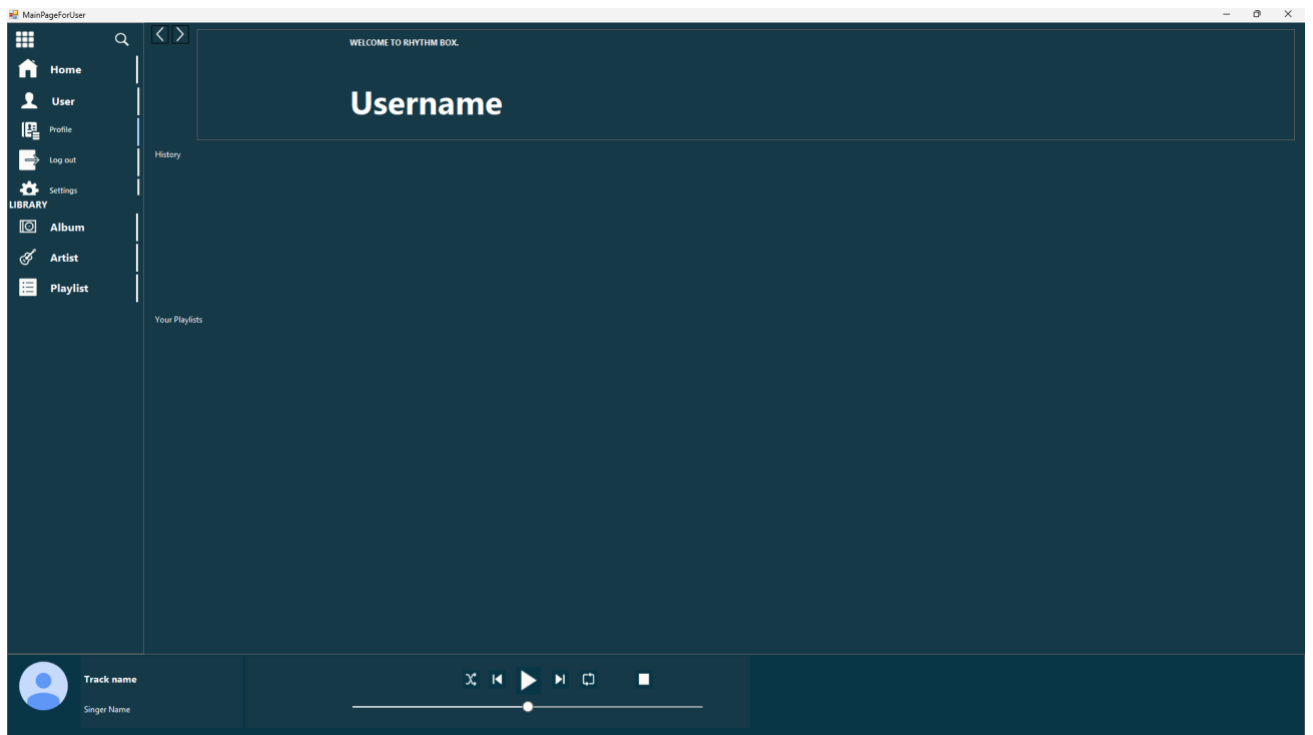 MainPageForUser
Home
User
Profile
Log out
Settings
LIBRARY
Album
Artist
Playlist
WELCOME TO RHYTHM BOX.
Username
History
Your Playlists
Track name
Singer Name